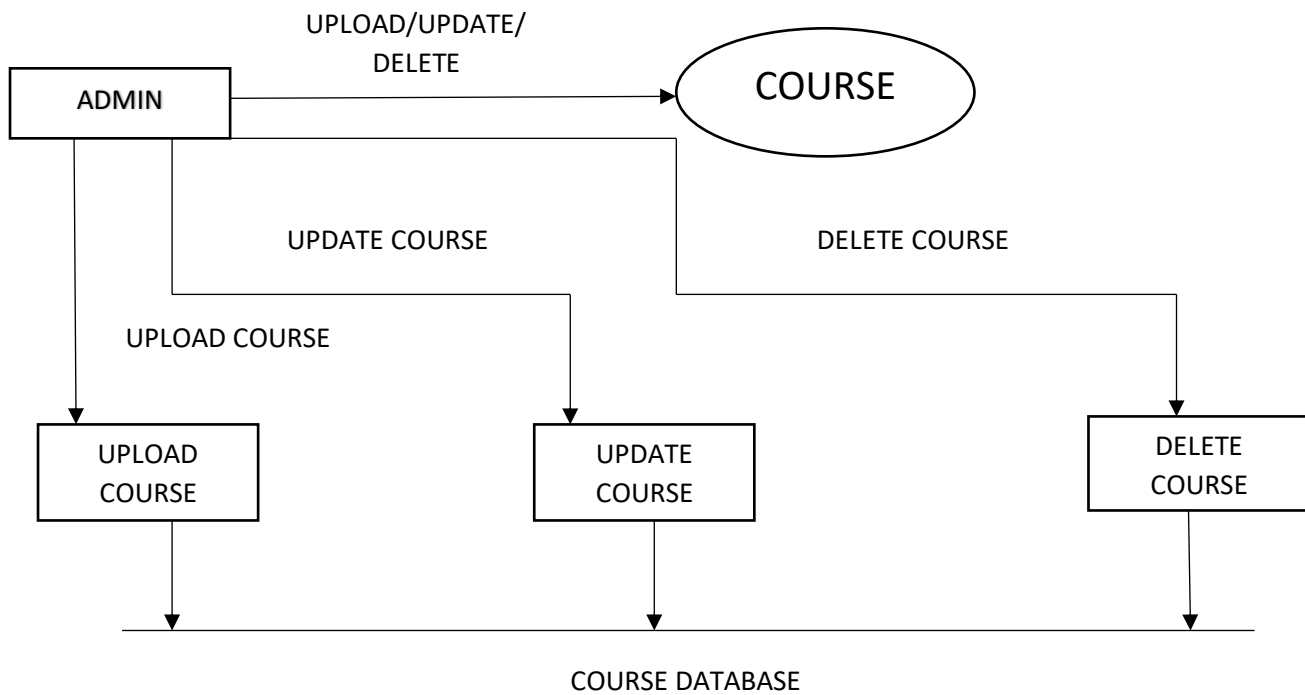 UPLOAD/UPDATE/
DELETE
ADMIN
COURSE
UPDATE COURSE
DELETE COURSE
UPLOAD COURSE
UPLOAD
COURSE
UPDATE
COURSE
DELETE
COURSE
COURSE DATABASE